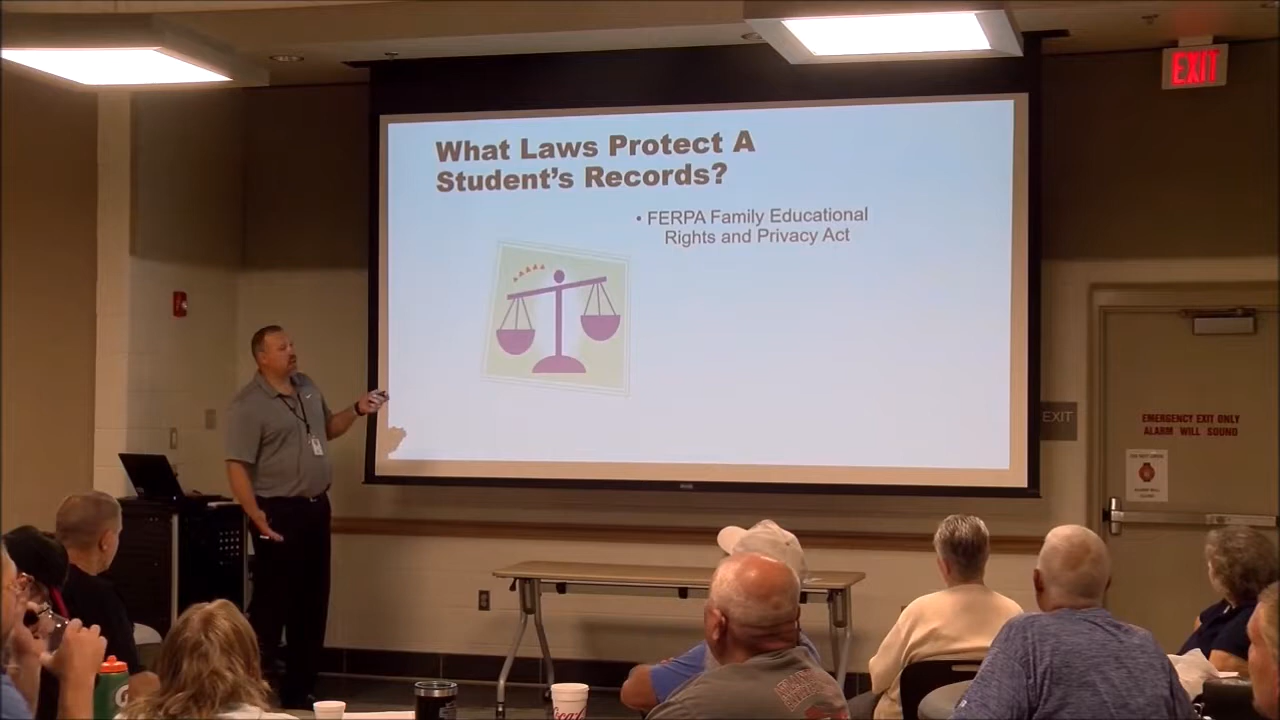 EXIT
What Laws Protect A
Student's Records?
• FERPA Family Educational
Rights and Privacy Act
EXIT
EMERGENCY EXIT ONLY
ALARM WILL SOUND